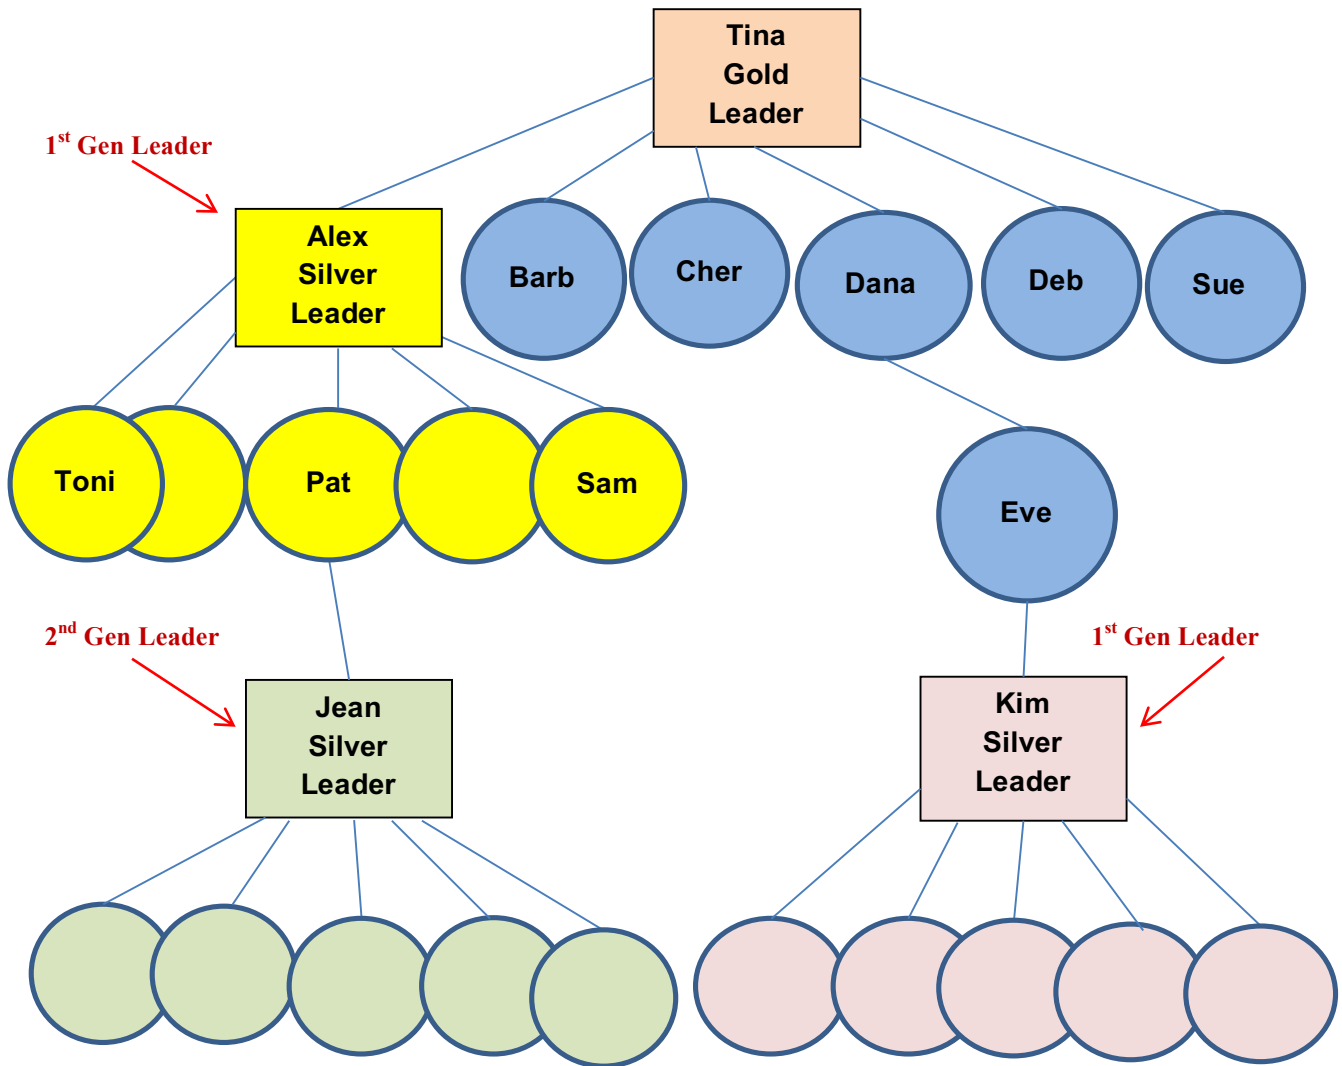 Tina
Gold
Leader
1st Gen Leader
Alex
Silver
Leader
Barb
Cher
Dana
Deb
Sue
Toni
Pat
Sam
Eve
2nd Gen Leader
1st Gen Leader
Jean
Silver
Leader
Kim
Silver
Leader